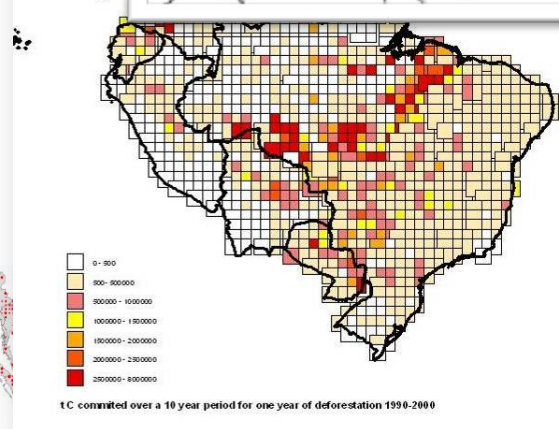 0 - 500
500 - 500000
500000 - 1000000
1000000 - 1500000
1500000 - 2000000
2000000 - 2500000
2500000 - 8000000
t C commited over a 10 year period for one year of deforestation 1990-2000